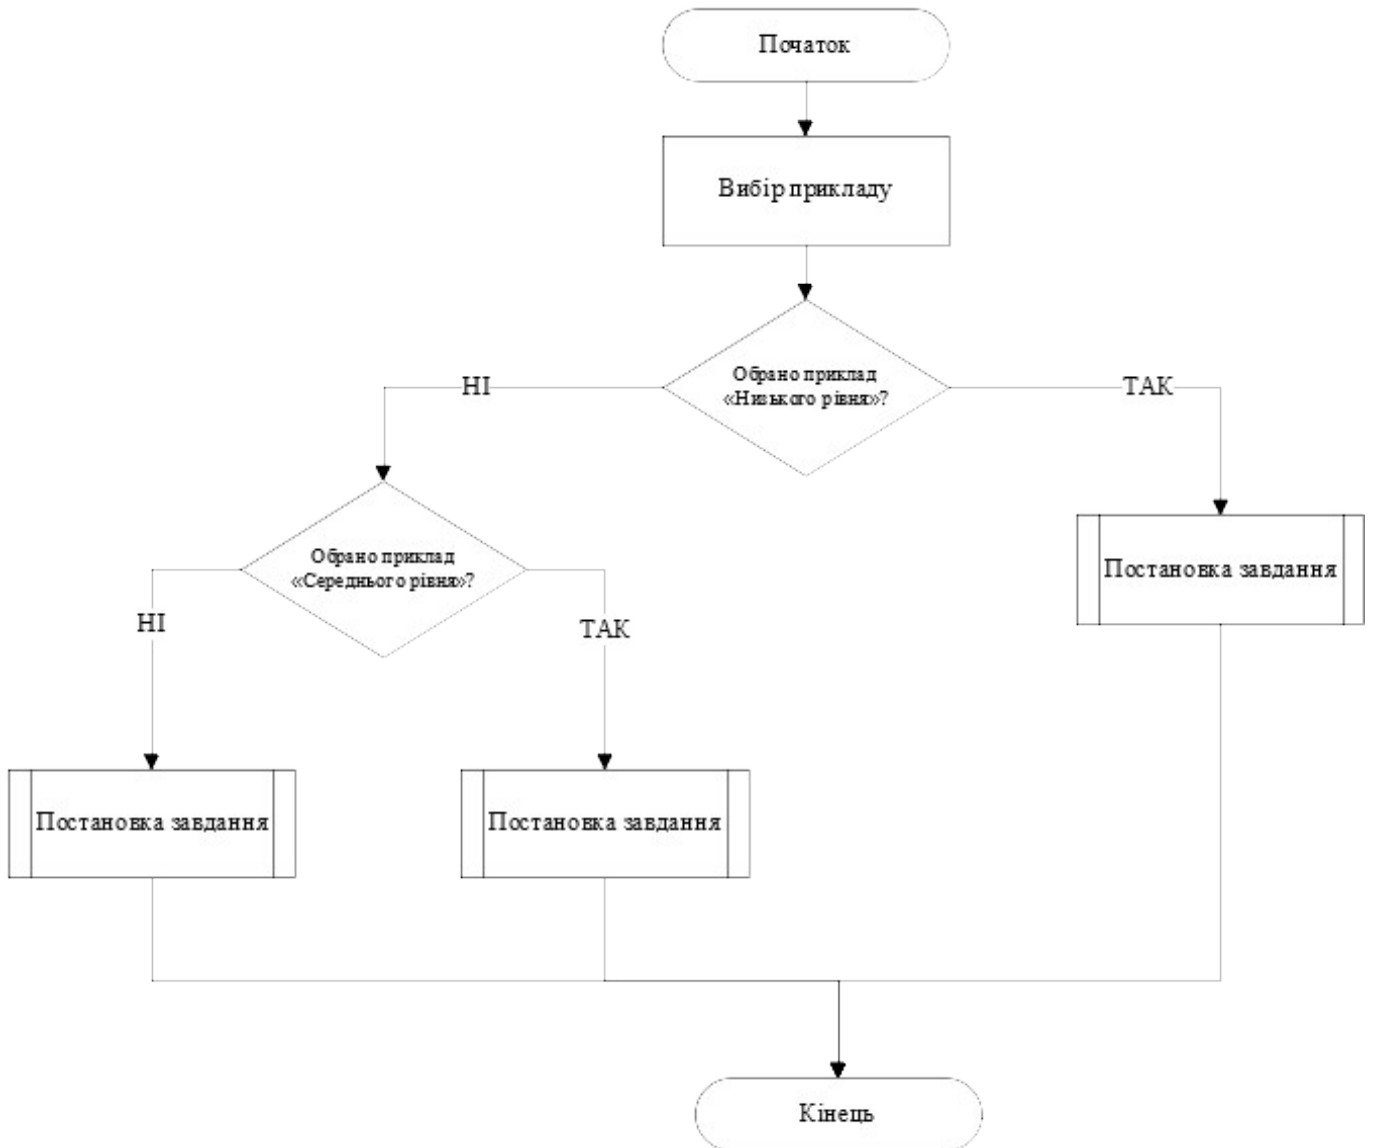 Початок
Вибір прикладу
Обрано приклад
«Низького рівня»?
НІ
ТАК
Обрано приклад
«Середнього рівня»?
Постановка завдання
НІ
ТАК
Постановка завдання
Постановка завдання
Кінець